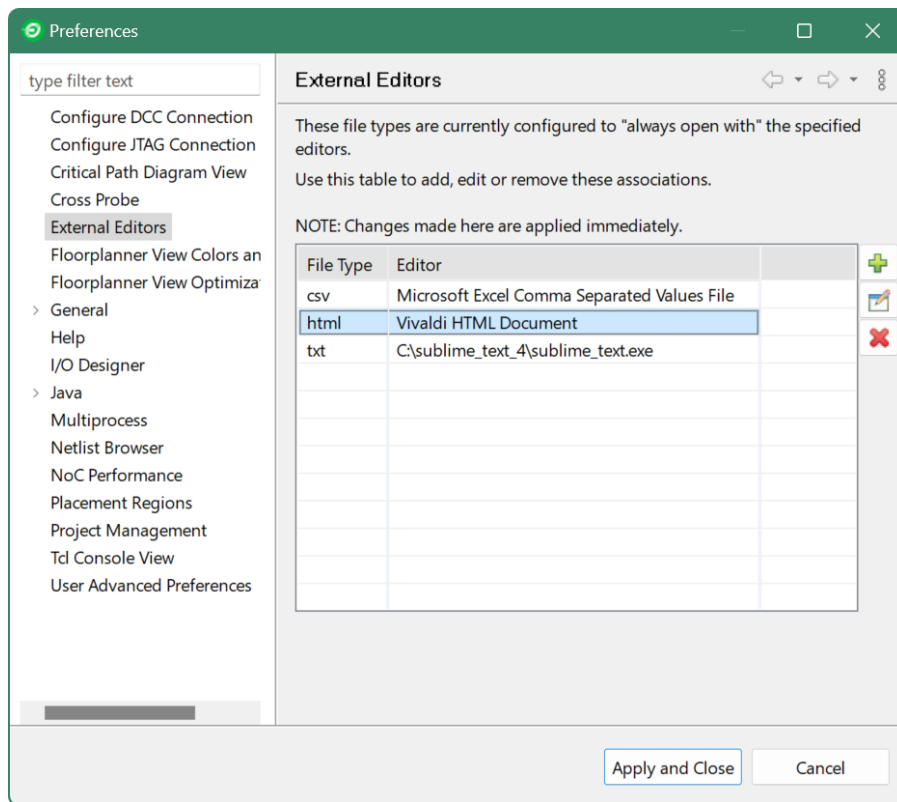 Preferences
type filter text
Configure DCC Connection
Configure JTAG Connection
Critical Path Diagram View
Cross Probe
External Editors
Floorplanner View Colors an
Floorplanner View Optimiza
General
Help
I/O Designer
Java
Multiprocess
Netlist Browser
NoC Performance
Placement Regions
Project Management
Tcl Console View
User Advanced Preferences
External Editors
These file types are currently configured to "always open with" the specified
editors.
Use this table to add, edit or remove these associations.
NOTE: Changes made here are applied immediately.
File Type Editor
csv Microsoft Excel Comma Separated Values File
html Vivaldi HTML Document
txt C:\sublime_text_4\sublime_text.exe
Apply and Close Cancel